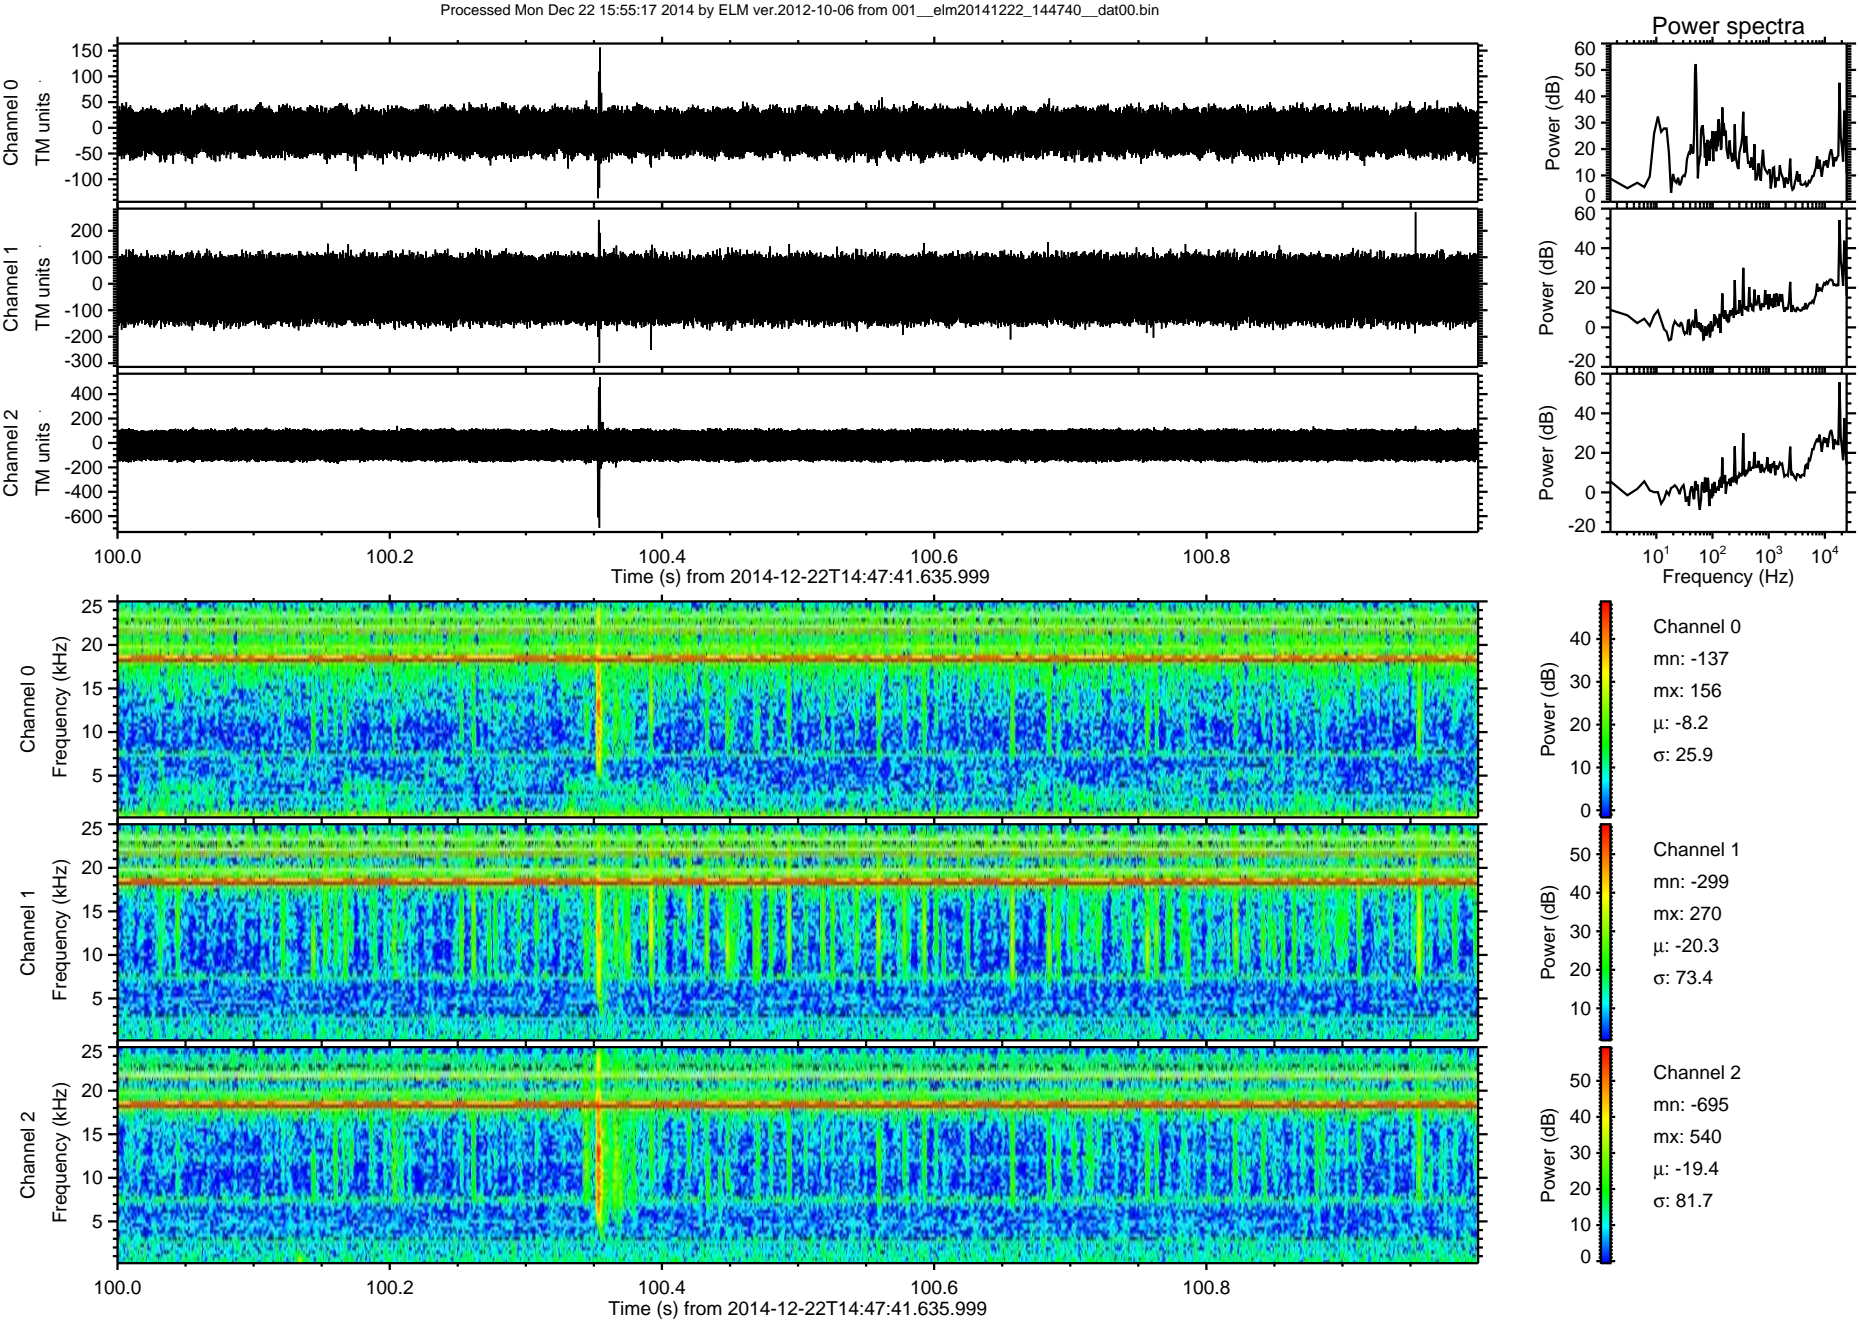 Processed Mon Dec 22 15:55:17 2014 by ELM ver.2012-10-06 from 001__elm20141222_144740__dat00.bin
Power spectra
Channel 0
TM units
150
100
50
0
-50
-100
Power (dB)
60
50
40
30
20
10
0
Channel 1
TM units
200
100
0
-100
-200
-300
Power (dB)
60
40
20
0
-20
Channel 2
TM units
400
200
0
-200
-400
-600
Power (dB)
60
40
20
0
-20
100.0 100.2 100.4 100.6 100.8
Time (s) from 2014-12-22T14:47:41.635.999
10¹ 10² 10³ 10⁴
Frequency (Hz)
Channel 0
Frequency (kHz)
25
20
15
10
5
Power (dB)
40
30
20
10
0
Channel 0
mn: -137
mx: 156
μ: -8.2
σ: 25.9
Channel 1
Frequency (kHz)
25
20
15
10
5
Power (dB)
50
40
30
20
10
Channel 1
mn: -299
mx: 270
μ: -20.3
σ: 73.4
Channel 2
Frequency (kHz)
25
20
15
10
5
Power (dB)
50
40
30
20
10
0
Channel 2
mn: -695
mx: 540
μ: -19.4
σ: 81.7
100.0 100.2 100.4 100.6 100.8
Time (s) from 2014-12-22T14:47:41.635.999